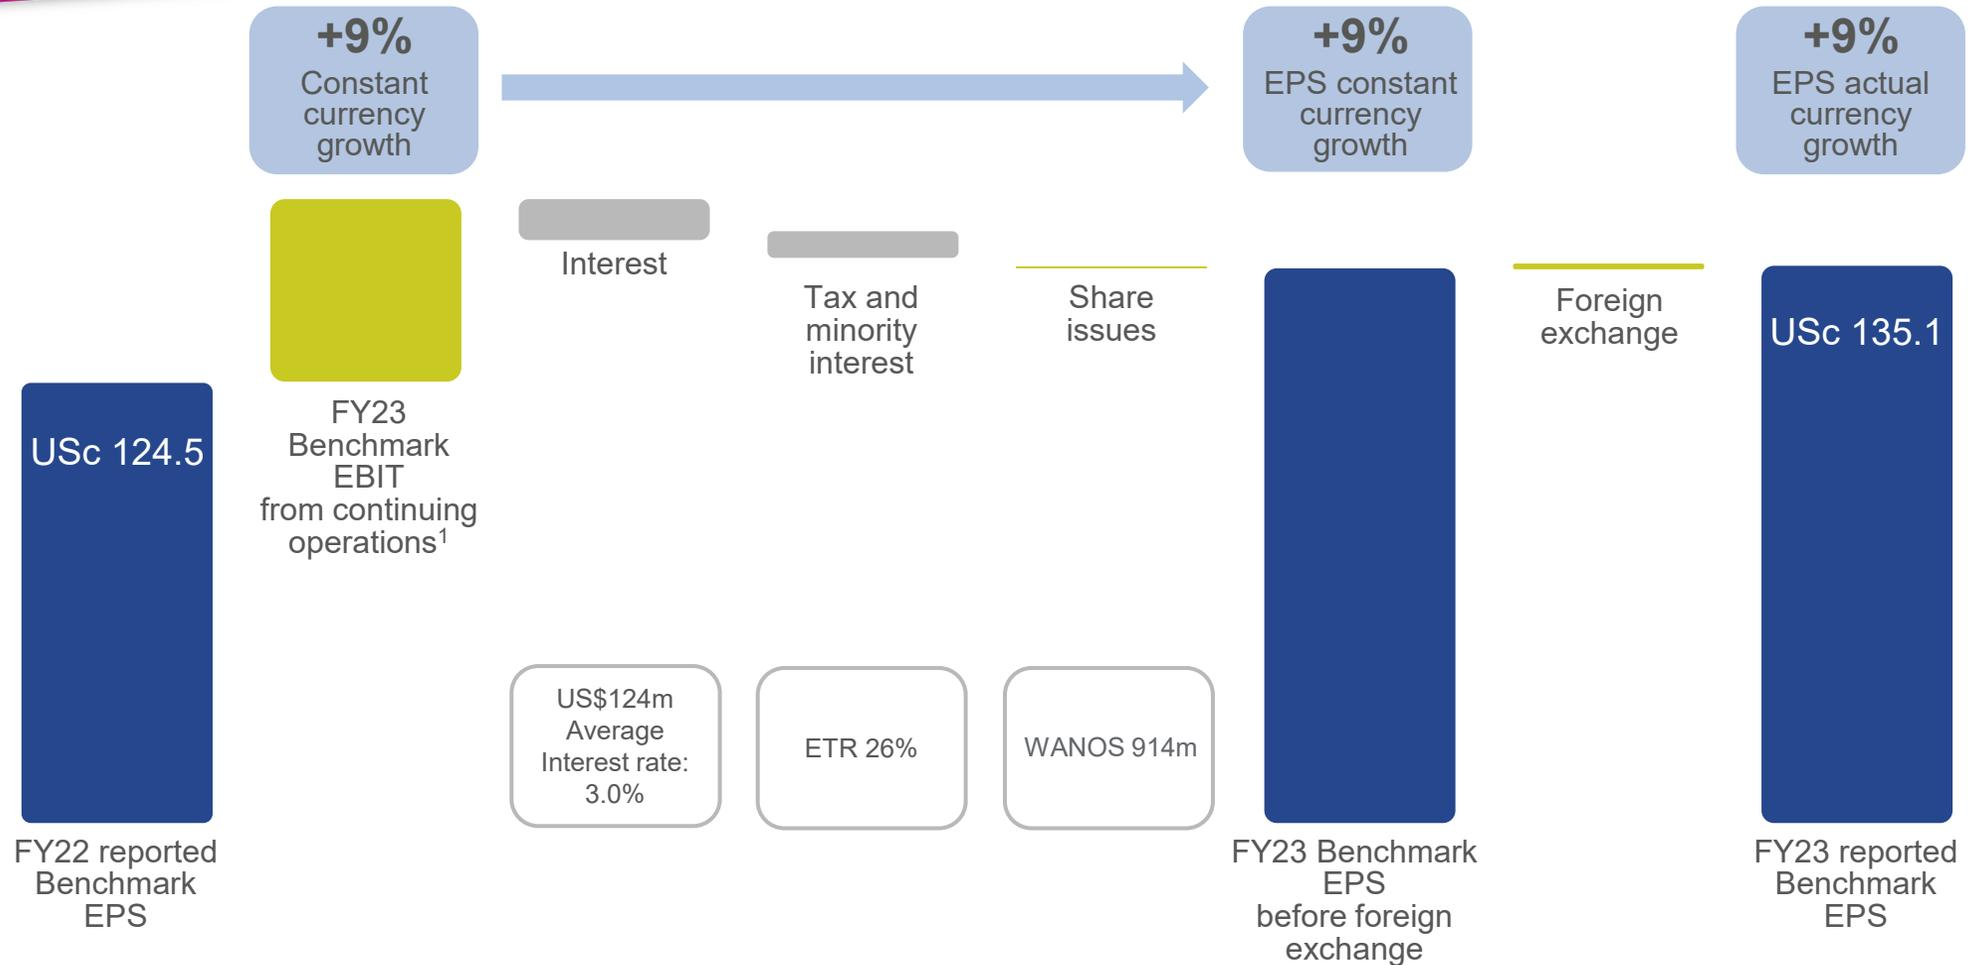 +9%
Constant
currency
growth
+9%
EPS constant
currency
growth
+9%
EPS actual
currency
growth
USc 124.5
FY22 reported
Benchmark
EPS
FY23
Benchmark
EBIT
from continuing
operations¹
Interest
US$124m
Average
Interest rate:
3.0%
Tax and
minority
interest
ETR 26%
Share
issues
WANOS 914m
FY23 Benchmark
EPS
before foreign
exchange
Foreign
exchange
USc 135.1
FY23 reported
Benchmark
EPS